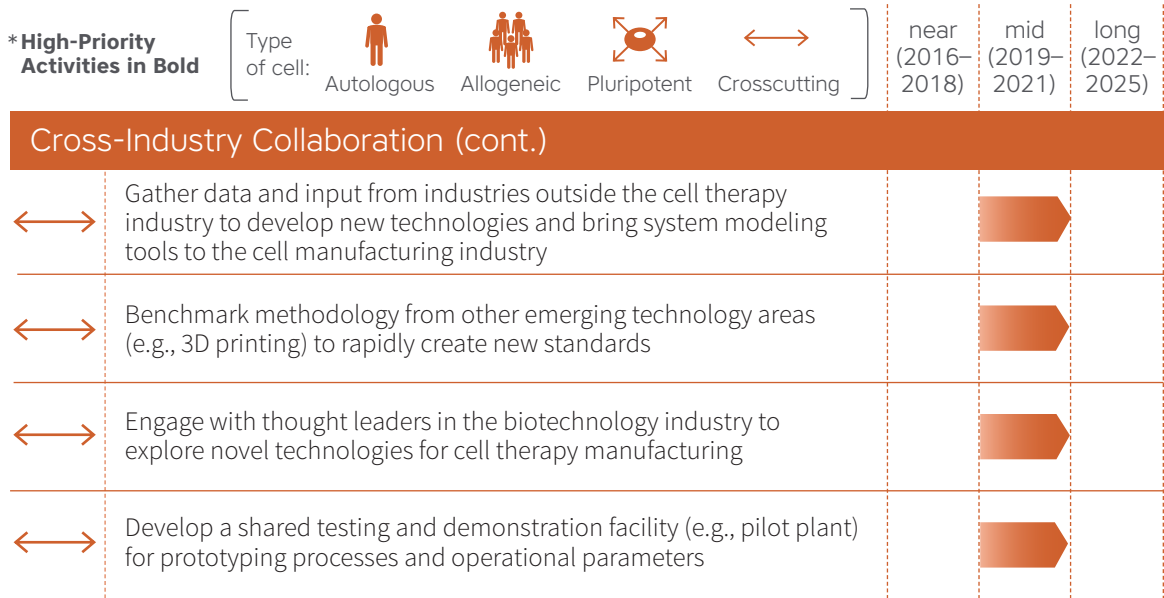 *High-Priority
Activities in Bold
Type
of cell:
Autologous
Allogeneic
Pluripotent
Crosscutting
near
(2016–
2018)
mid
(2019–
2021)
long
(2022–
2025)
Cross-Industry Collaboration (cont.)
Gather data and input from industries outside the cell therapy
industry to develop new technologies and bring system modeling
tools to the cell manufacturing industry
Benchmark methodology from other emerging technology areas
(e.g., 3D printing) to rapidly create new standards
Engage with thought leaders in the biotechnology industry to
explore novel technologies for cell therapy manufacturing
Develop a shared testing and demonstration facility (e.g., pilot plant)
for prototyping processes and operational parameters